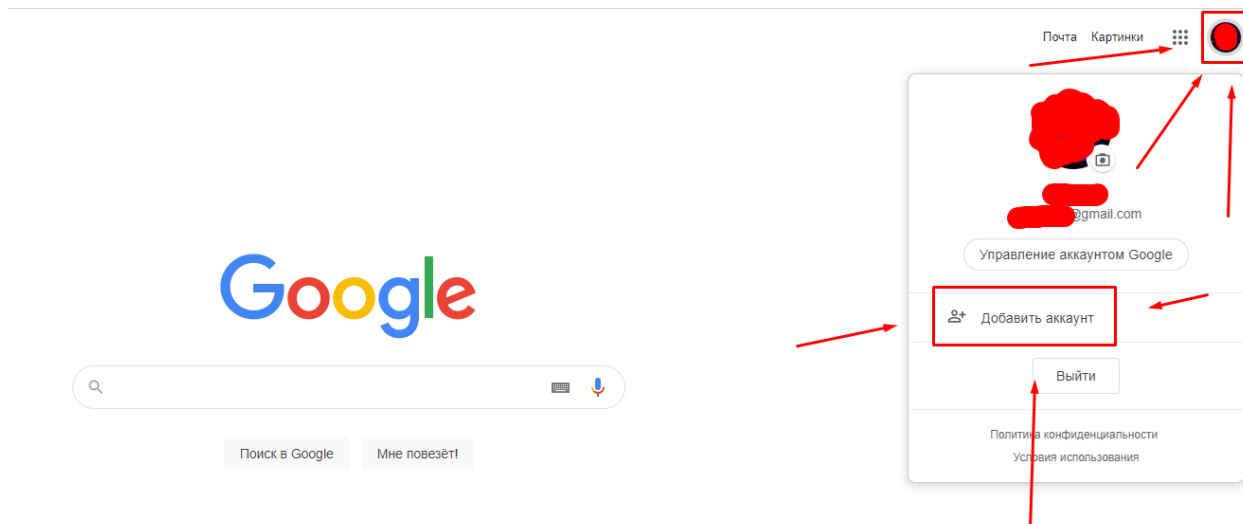 Почта Картинки
@gmail.com
Управление аккаунтом Google
Google
Добавить аккаунт
Выйти
Политика конфиденциальности
Условия использования
Поиск в Google Мне повезёт!